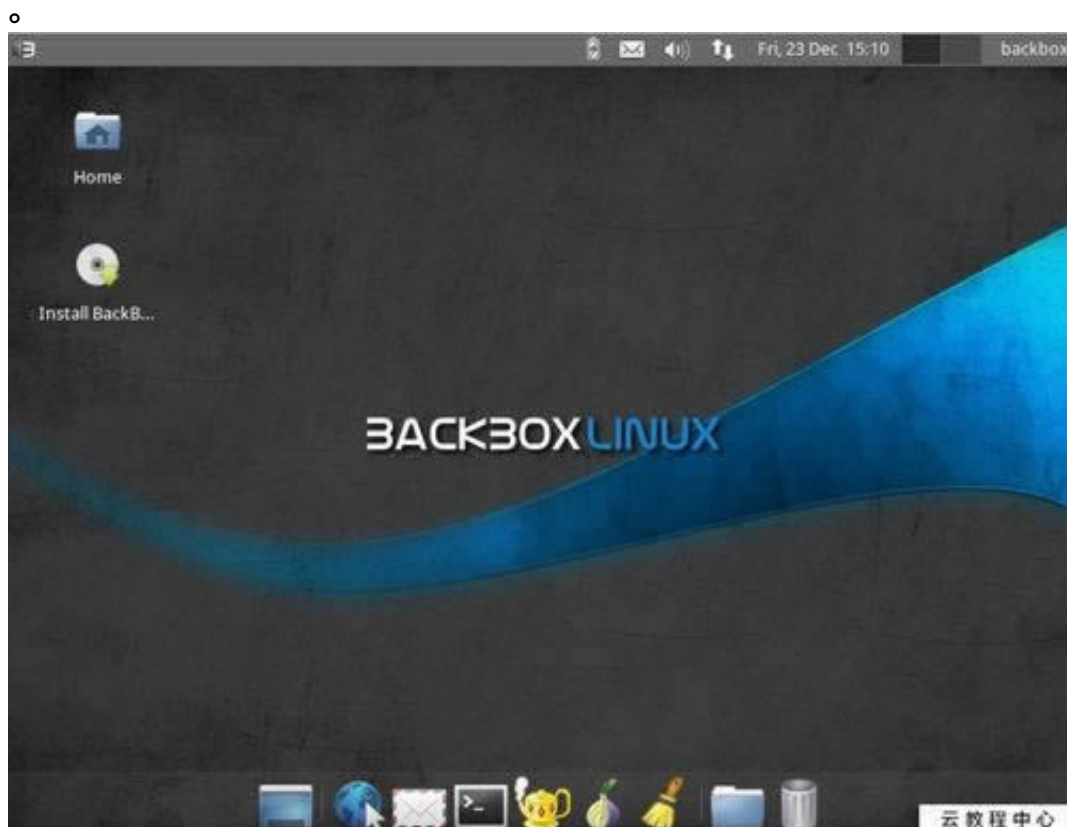 。
Fri, 23 Dec 15:10 backbox
Home
Install BackB...
BACKBOX LINUX
>_
云教程中心